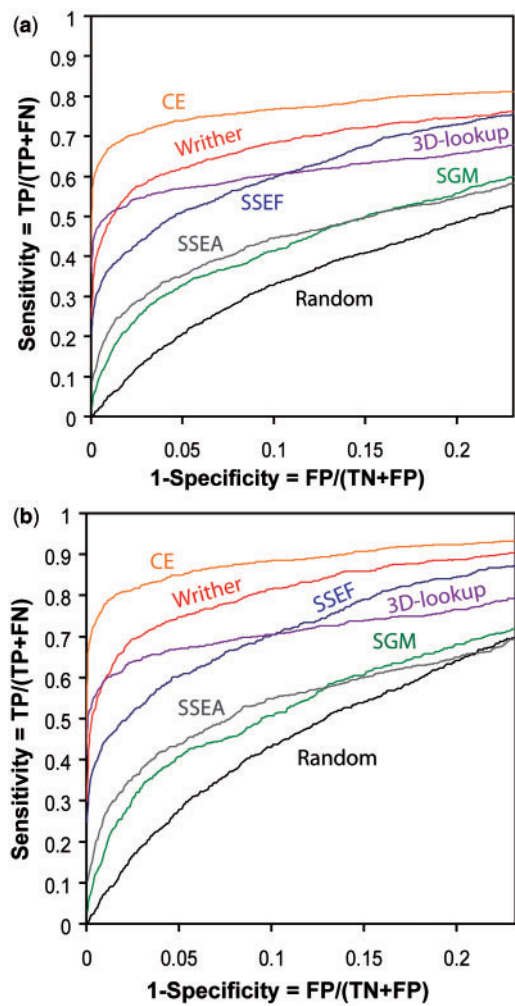 (a)
1
0.9
0.8
0.7
0.6
0.5
0.4
0.3
0.2
0.1
0
CE
Writher
3D-lookup
SGM
SSEF
SSEA
Random
Sensitivity = TP/(TP+FN)
0 0.05 0.1 0.15 0.2
1-Specificity = FP/(TN+FP)
(b)
1
0.9
0.8
0.7
0.6
0.5
0.4
0.3
0.2
0.1
0
CE
Writher
SSEF
3D-lookup
SGM
SSEA
Random
Sensitivity = TP/(TP+FN)
0 0.05 0.1 0.15 0.2
1-Specificity = FP/(TN+FP)